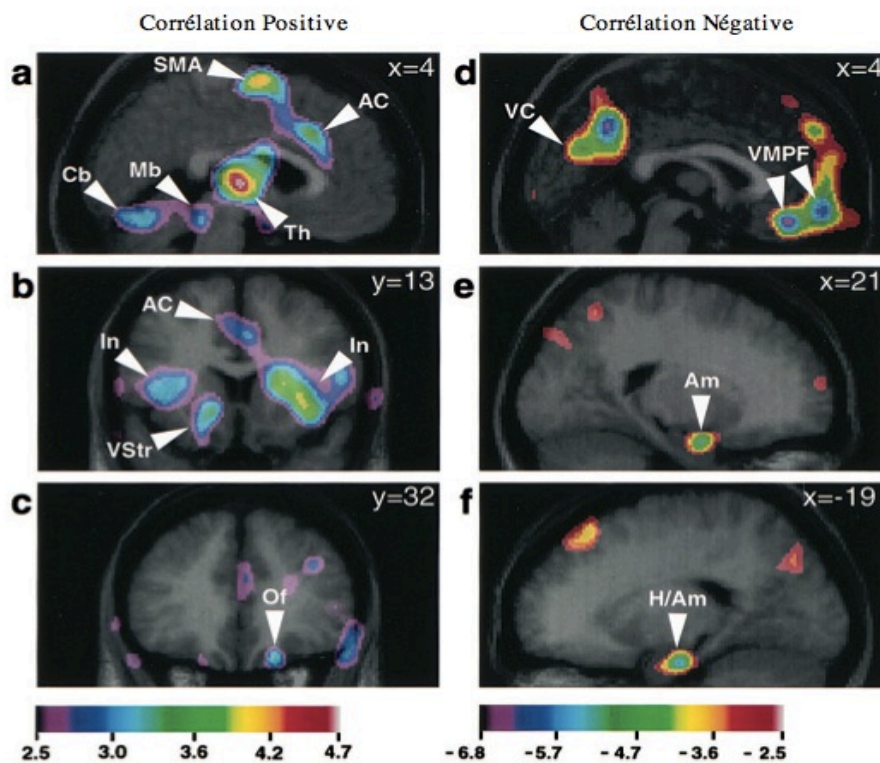 Corrélation Positive
Corrélation Négative
a
SMA
x=4
AC
Cb
Mb
Th
d
x=4
VC
VMPF
b
y=13
AC
In
In
VStr
e
x=21
Am
c
y=32
Of
f
x=-19
H/Am
2.5 3.0 3.6 4.2 4.7
-6.8 -5.7 -4.7 -3.6 -2.5